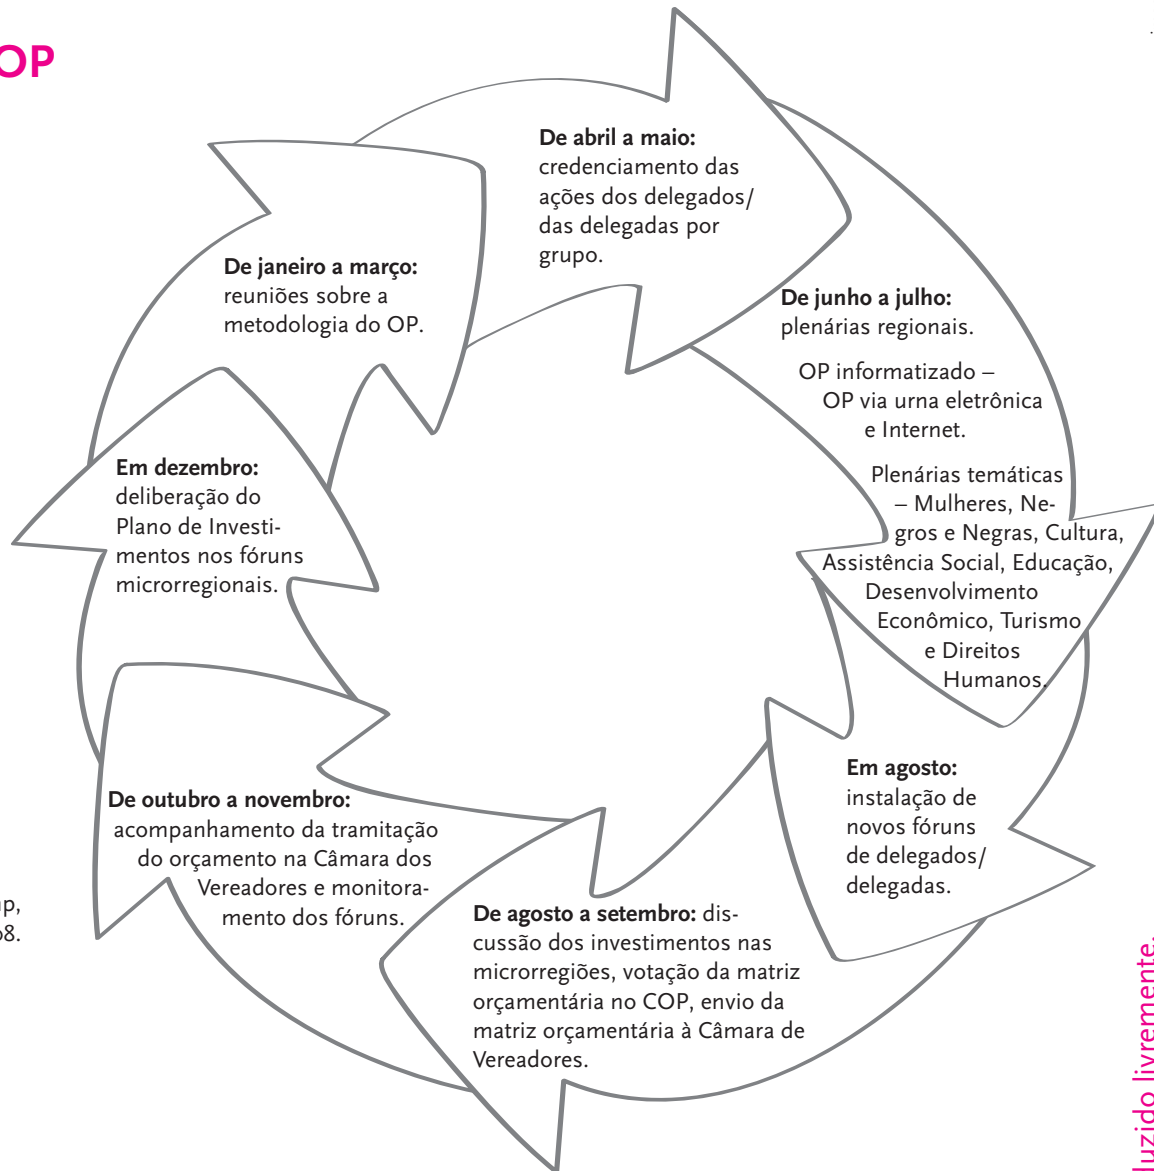 OP
De abril a maio:
credenciamento das
ações dos delegados/
das delegadas por
grupo.
De janeiro a março:
reuniões sobre a
metodologia do OP.
De junho a julho:
plenárias regionais.
OP informatizado –
OP via urna eletrônica
e Internet.
Plenárias temáticas
– Mulheres, Ne-
gros e Negras, Cultura,
Assistência Social, Educação,
Desenvolvimento
Econômico, Turismo
e Direitos
Humanos.
Em dezembro:
deliberação do
Plano de Investi-
mentos nos fóruns
microrregionais.
Em agosto:
instalação de
novos fóruns
de delegados/
delegadas.
De outubro a novembro:
acompanhamento da tramitação
do orçamento na Câmara dos
Vereadores e monitora-
mento dos fóruns.
De agosto a setembro: dis-
cussão dos investimentos nas
microrregiões, votação da matriz
orçamentária no COP, envio da
matriz orçamentária à Câmara de
Vereadores.
livremente.